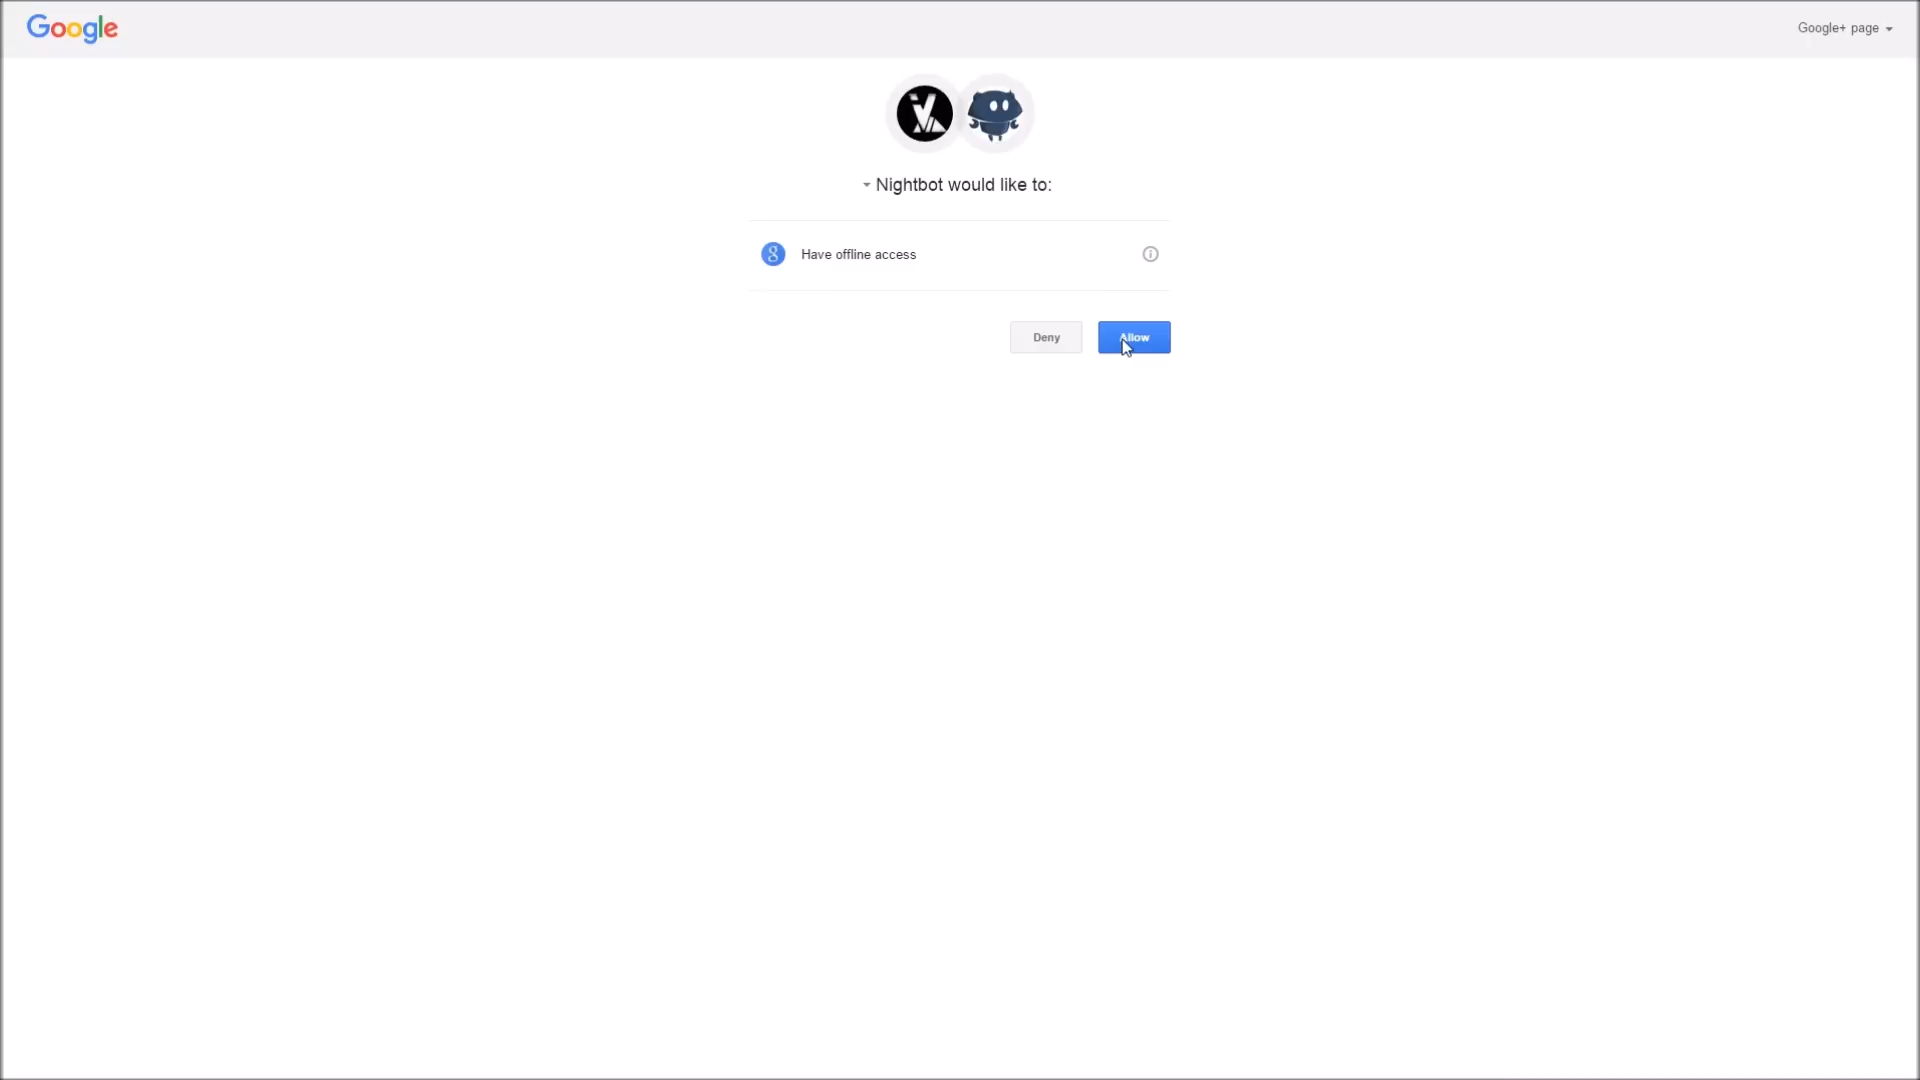 Google
Google+ page
Nightbot would like to:
Have offline access
Deny
Allow